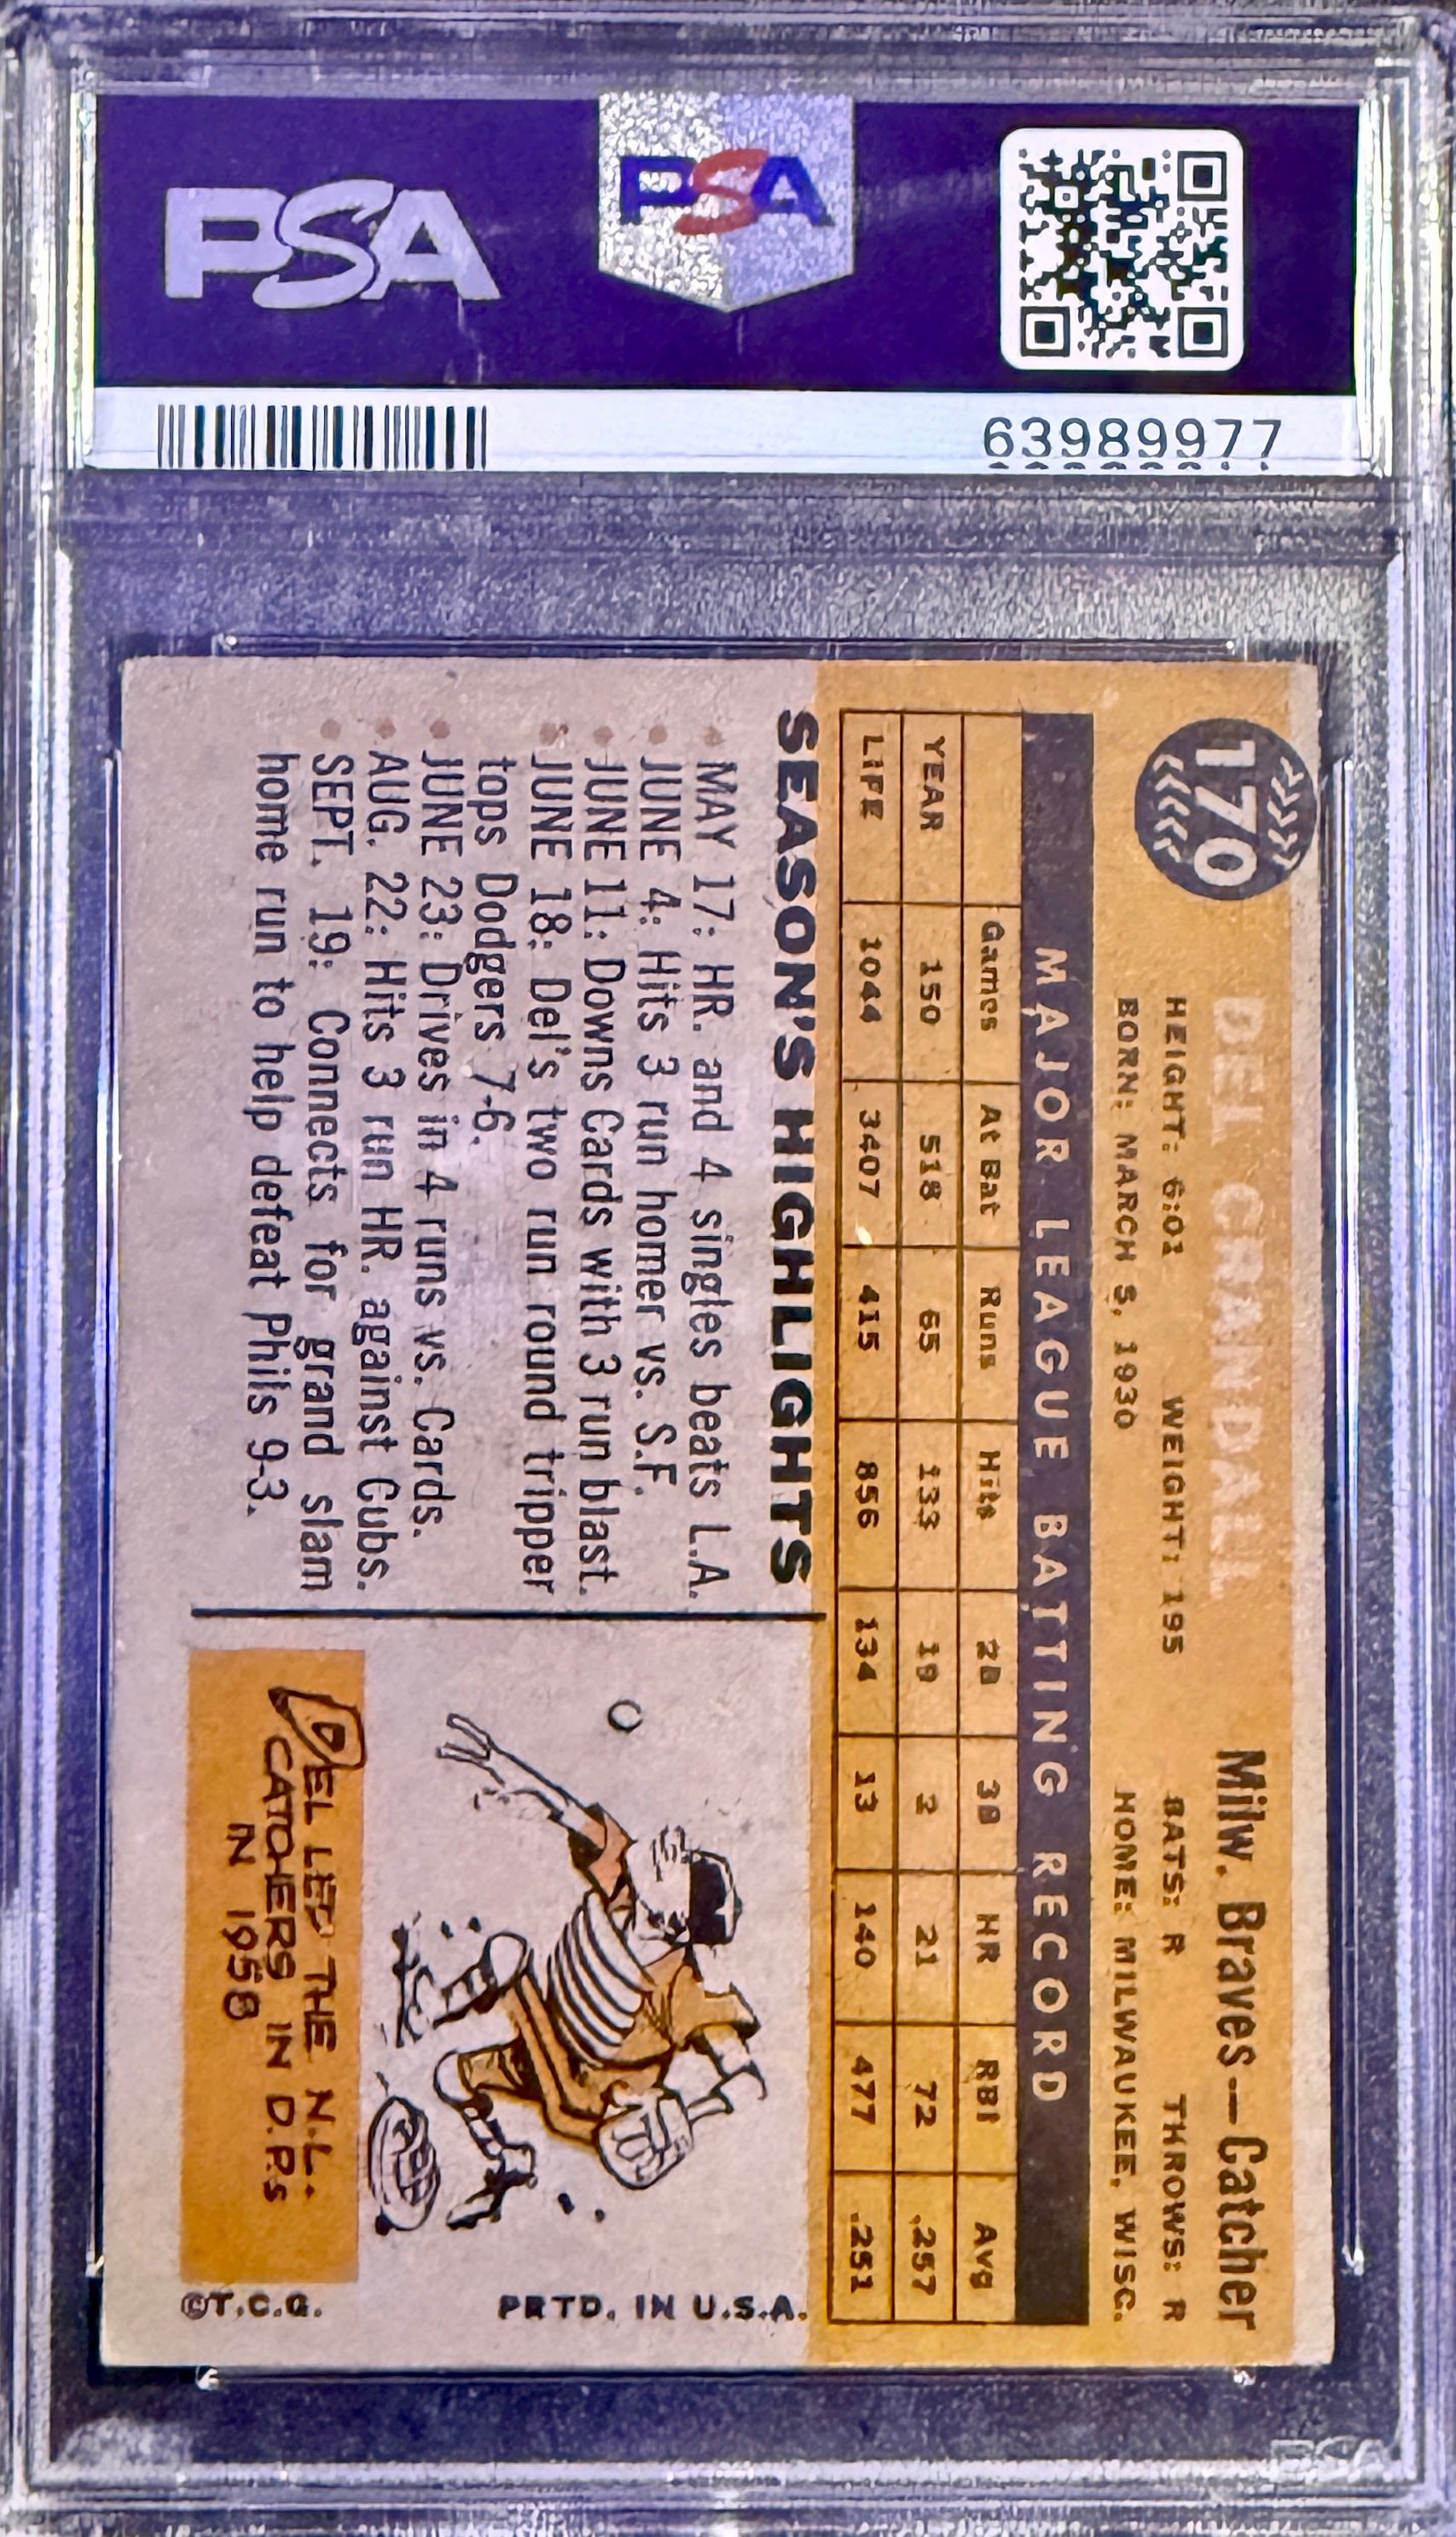 PSA
PSA
63989977
170
DEL CRANDALL
Milw. Braves—Catcher
HEIGHT: 6:01 WEIGHT: 195 BATS: R THROWS: R
BORN: MARCH 5, 1930 HOME: MILWAUKEE, WISC.
MAJOR LEAGUE BATTING RECORD
Games At Bat Runs Hits 2B 3B HR RBI Avg
YEAR 150 518 65 133 19 2 21 72 .257
LIFE 1044 3407 415 856 134 13 140 477 .251
SEASON'S HIGHLIGHTS
• MAY 17: HR. and 4 singles beats L.A.
• JUNE 4: Hits 3 run homer vs. S.F.
• JUNE 11: Downs Cards with 3 run blast.
• JUNE 18: Del's two run round tripper
tops Dodgers 7-6.
• JUNE 23: Drives in 4 runs vs. Cards.
• AUG. 22: Hits 3 run HR. against Cubs.
• SEPT. 19: Connects for grand slam
home run to help defeat Phils 9-3.
DEL LED THE N.L.
CATCHERS IN D.P.s
IN 1958
©T.C.G.
PRTD. IN U.S.A.
PSA